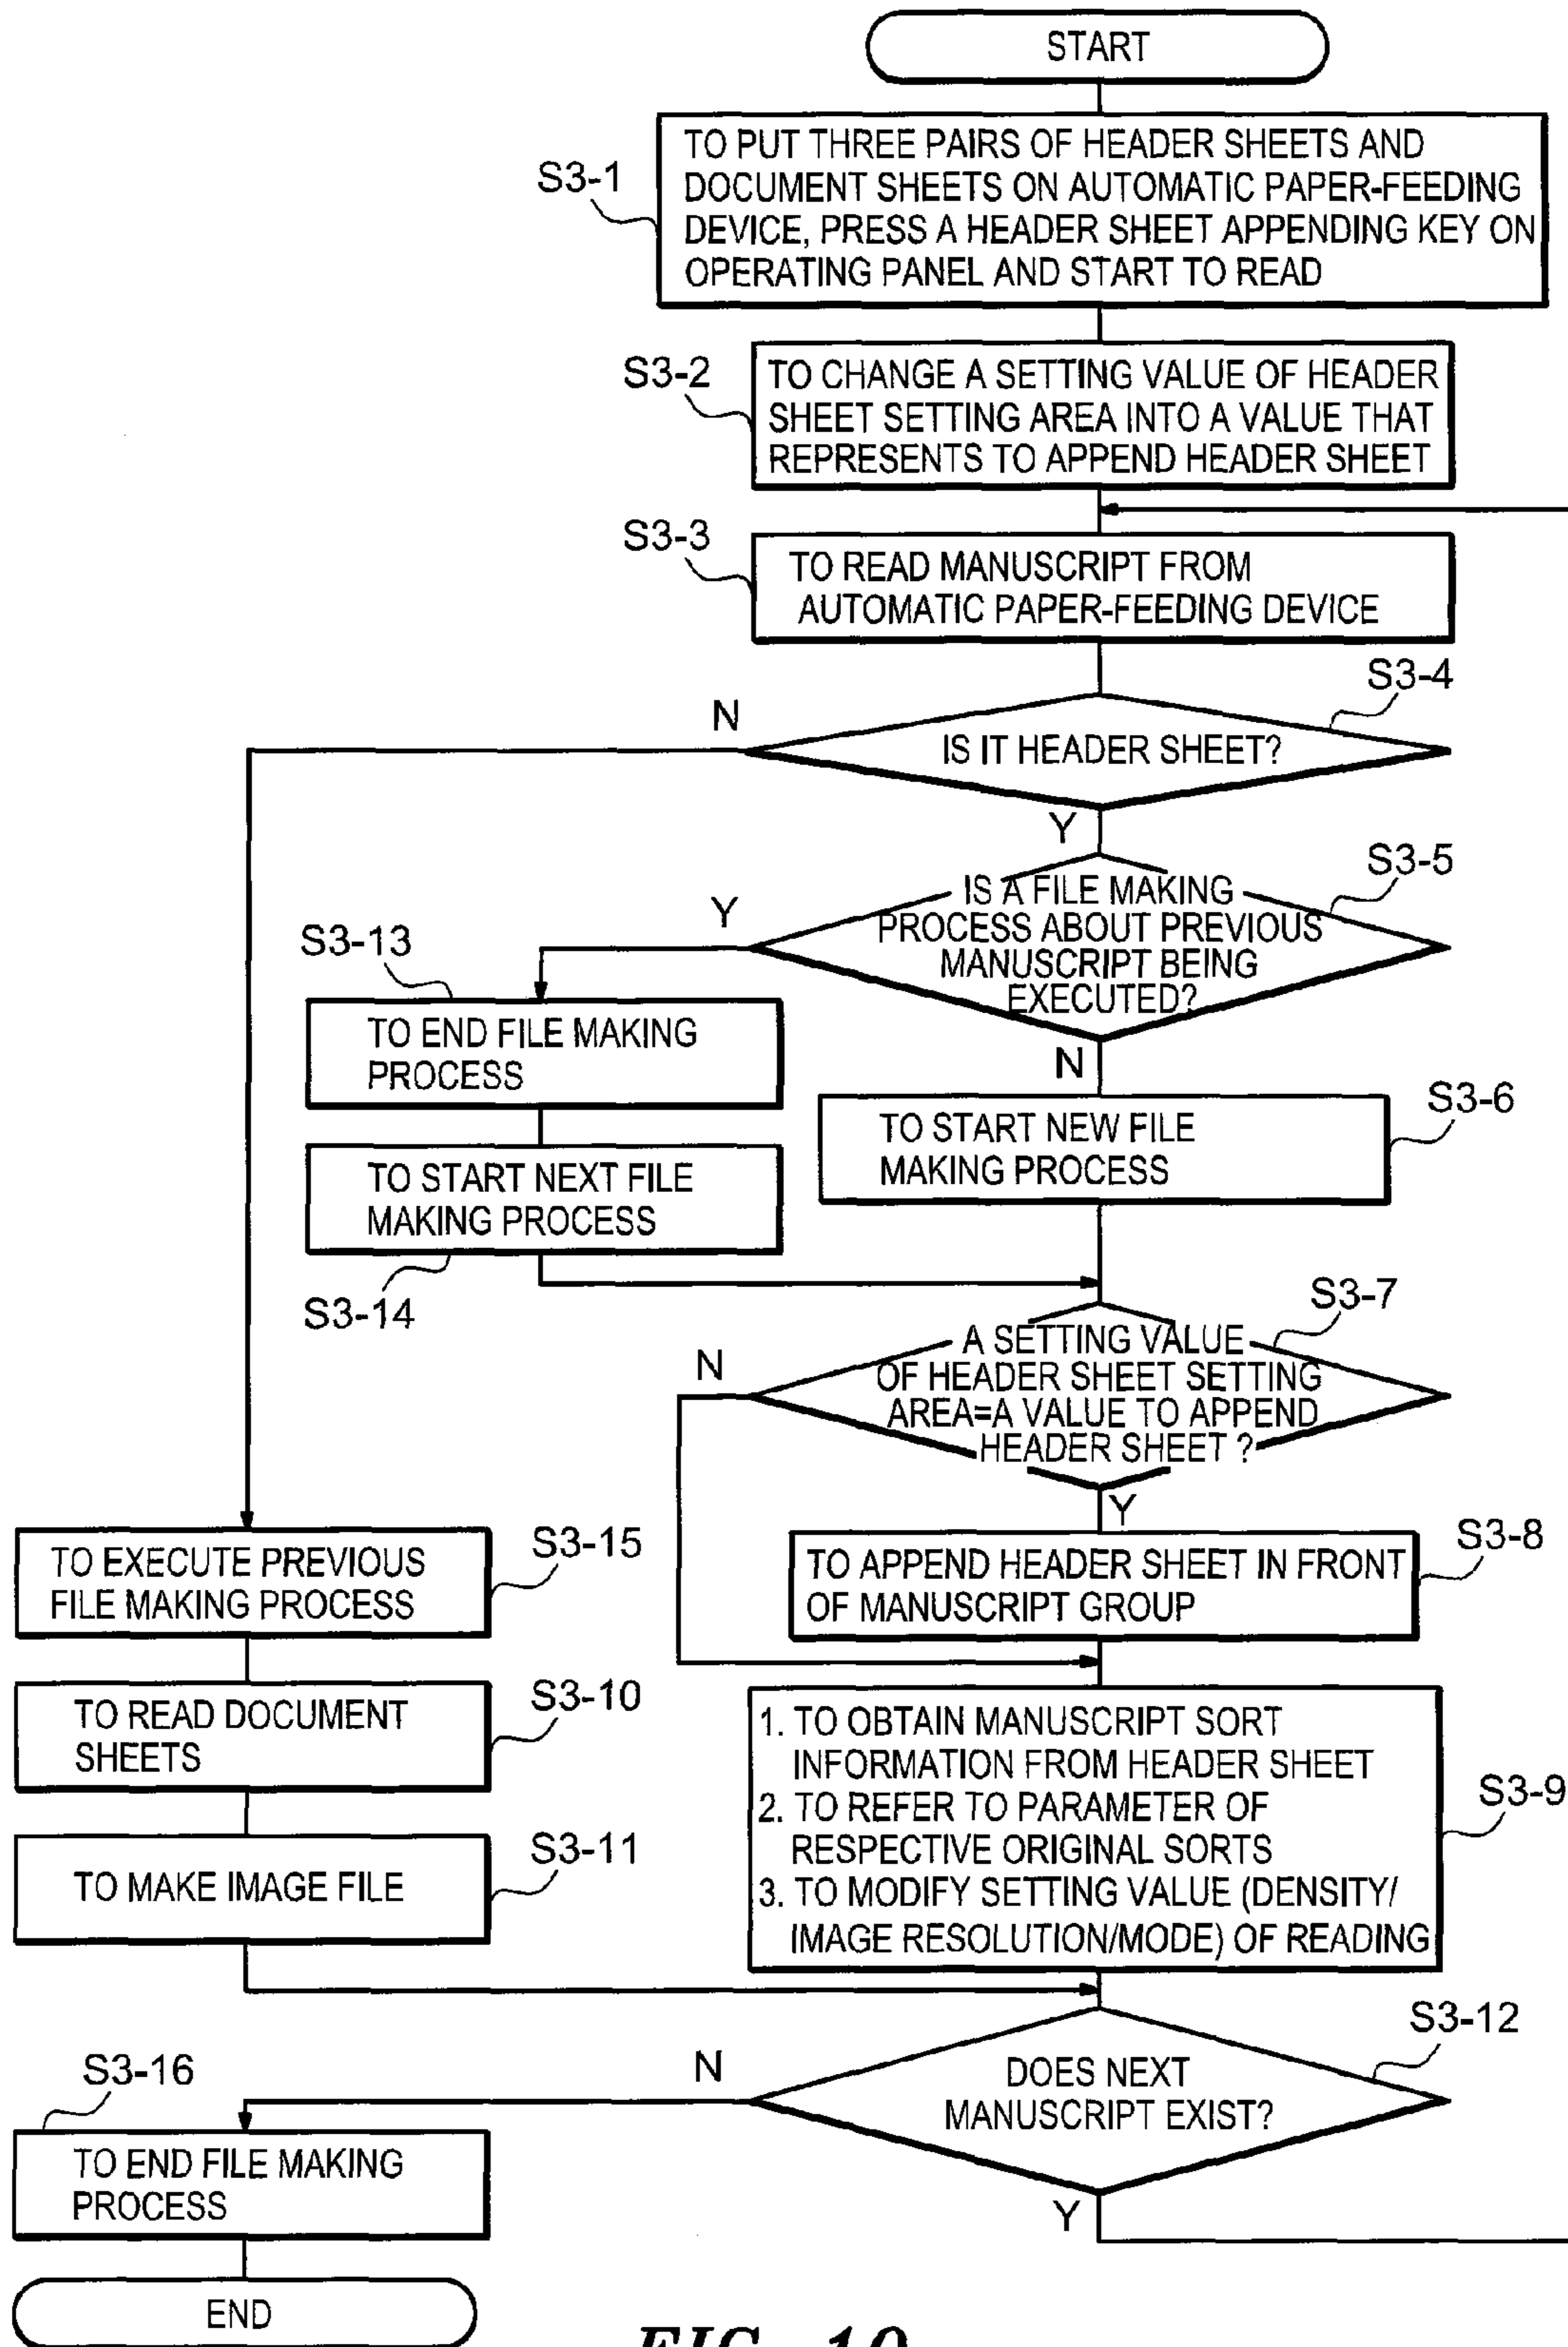 START
S3-1
TO PUT THREE PAIRS OF HEADER SHEETS AND
DOCUMENT SHEETS ON AUTOMATIC PAPER-FEEDING
DEVICE, PRESS A HEADER SHEET APPENDING KEY ON
OPERATING PANEL AND START TO READ
S3-2
TO CHANGE A SETTING VALUE OF HEADER
SHEET SETTING AREA INTO A VALUE THAT
REPRESENTS TO APPEND HEADER SHEET
S3-3
TO READ MANUSCRIPT FROM
AUTOMATIC PAPER-FEEDING DEVICE
S3-4
N
IS IT HEADER SHEET?
Y
S3-5
IS A FILE MAKING
PROCESS ABOUT PREVIOUS
MANUSCRIPT BEING
EXECUTED?
Y
N
S3-13
TO END FILE MAKING
PROCESS
S3-6
TO START NEW FILE
MAKING PROCESS
TO START NEXT FILE
MAKING PROCESS
S3-14
S3-7
A SETTING VALUE
OF HEADER SHEET SETTING
AREA=A VALUE TO APPEND
HEADER SHEET ?
N
Y
S3-8
TO APPEND HEADER SHEET IN FRONT
OF MANUSCRIPT GROUP
S3-15
TO EXECUTE PREVIOUS
FILE MAKING PROCESS
S3-10
TO READ DOCUMENT
SHEETS
S3-11
TO MAKE IMAGE FILE
S3-9
1. TO OBTAIN MANUSCRIPT SORT
INFORMATION FROM HEADER SHEET
2. TO REFER TO PARAMETER OF
RESPECTIVE ORIGINAL SORTS
3. TO MODIFY SETTING VALUE (DENSITY/
IMAGE RESOLUTION/MODE) OF READING
S3-12
DOES NEXT
MANUSCRIPT EXIST?
N
Y
S3-16
TO END FILE MAKING
PROCESS
END
FIG. 10